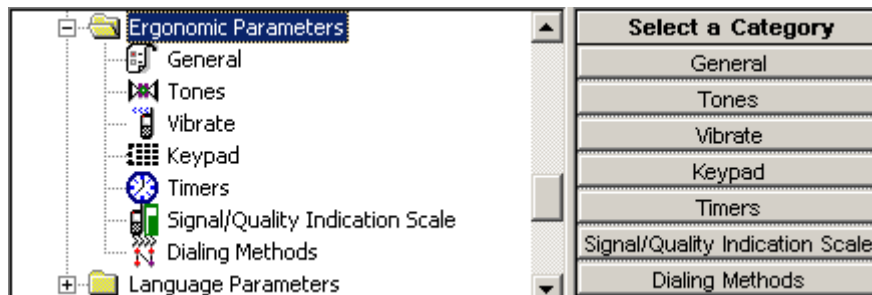 Ergonomic Parameters
General
Tones
Vibrate
Keypad
Timers
Signal/Quality Indication Scale
Dialing Methods
Language Parameters
Select a Category
General
Tones
Vibrate
Keypad
Timers
Signal/Quality Indication Scale
Dialing Methods